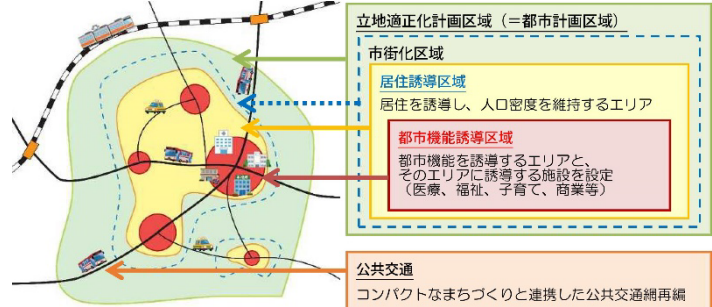 立地適正化計画区域（＝都市計画区域）
市街化区域
居住誘導区域
居住を誘導し、人口密度を維持するエリア
都市機能誘導区域
都市機能を誘導するエリアと、
そのエリアに誘導する施設を設定
（医療、福祉、子育て、商業等）
公共交通
コンパクトなまちづくりと連携した公共交通網再編